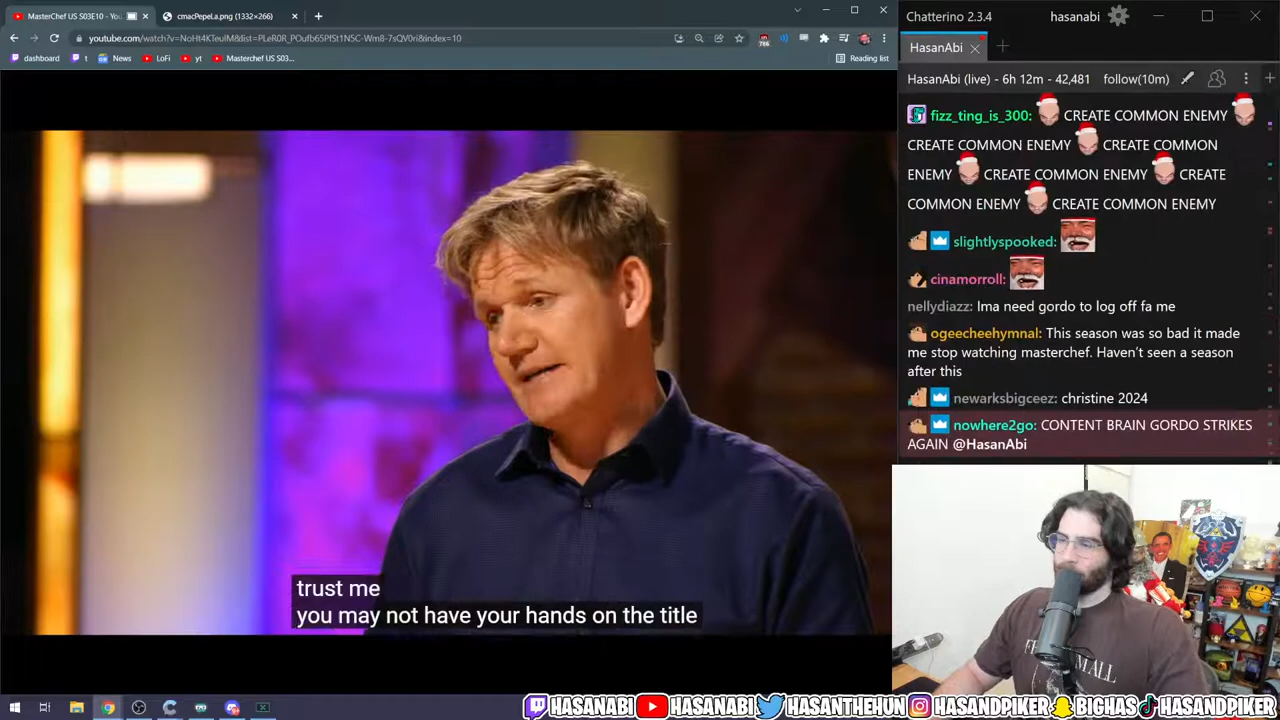 MasterChef US S03E10 - You
cmacPepeLa.png (1332×266)
youtube.com/watch?v=NoHt4KTeuIM&list=PLeR0R_POufb65PfSt1N5C-Wm8-7sQV0ri&index=10
766
dashboard
t
News
LoFi
yt
Masterchef US S03...
Reading list
trust me
you may not have your hands on the title
Chatterino 2.3.4
hasanabi
HasanAbi
HasanAbi (live) - 6h 12m - 42,481
follow(10m)
fizz_ting_is_300: CREATE COMMON ENEMY
CREATE COMMON ENEMY CREATE COMMON
ENEMY CREATE COMMON ENEMY CREATE
COMMON ENEMY CREATE COMMON ENEMY
slightlyspooked:
cinamorroll:
nellydiazz: Ima need gordo to log off fa me
ogeecheehymnal: This season was so bad it made
me stop watching masterchef. Haven't seen a season
after this
newarksbigceez: christine 2024
nowhere2go: CONTENT BRAIN GORDO STRIKES
AGAIN @HasanAbi
HASANABI HASANABI HASANTHEHUN HASANDPIKER BIGHAS HASANDPIKER